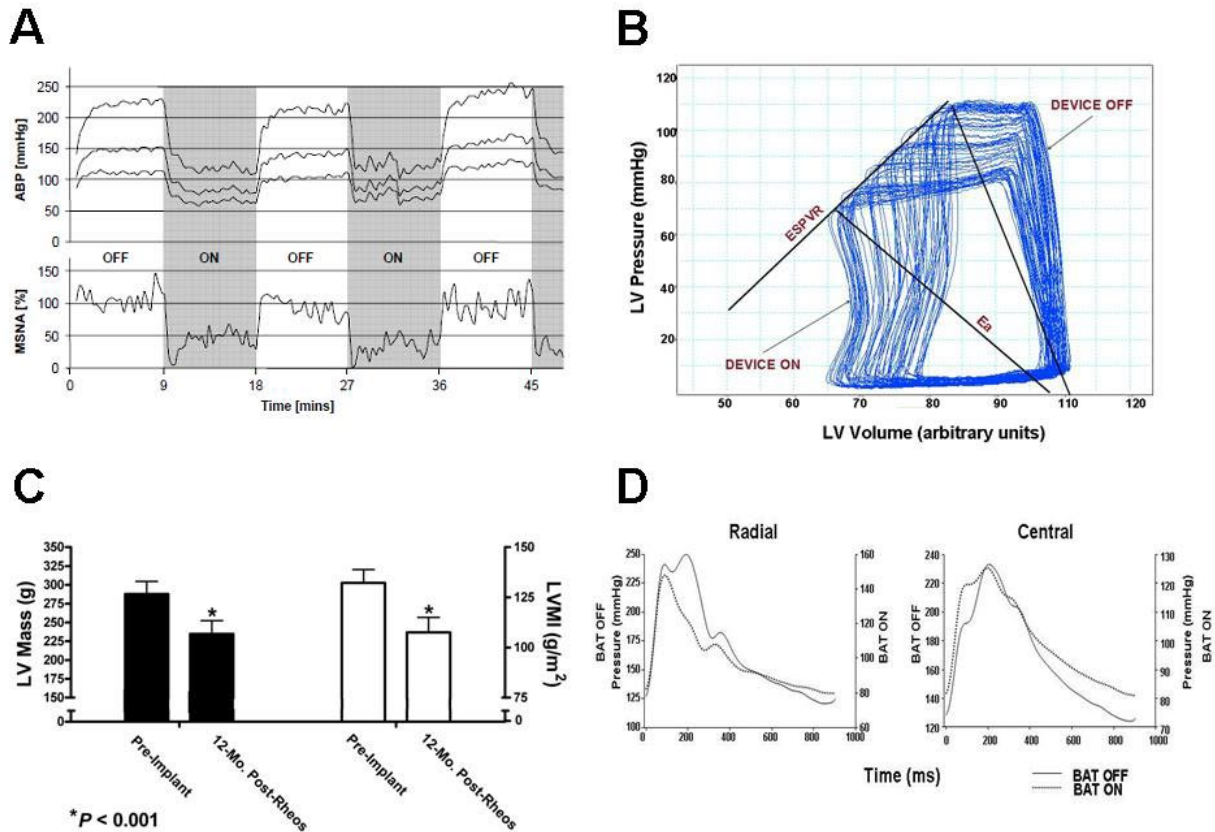 A
250
200
150
100
50
0
ABP [mmHg]
OFF ON OFF ON OFF
150
100
50
0
MSNA [%]
0 9 18 27 36 45
Time [mins]
B
120
100
80
60
40
20
LV Pressure (mmHg)
DEVICE OFF
ESPVR
Ea
DEVICE ON
50 60 70 80 90 110 120
LV Volume (arbitrary units)
C
350
325
300
275
250
225
200
175
150
0
LV Mass (g)
150
125
100
75
0
LVMI (g/m²)
Pre-Implant
12-Mo. Post-Rheos
Pre-Implant
12-Mo. Post-Rheos
*
*
*P < 0.001
D
Radial
250
225
200
175
150
125
100
BAT OFF
Pressure (mmHg)
160
140
120
100
80
60
BAT ON
0 200 400 600 800 1000
Central
240
220
200
180
160
140
120
BAT OFF
130
120
110
100
90
80
70
Pressure (mmHg)
BAT ON
0 200 400 600 800 1000
Time (ms)
BAT OFF
BAT ON